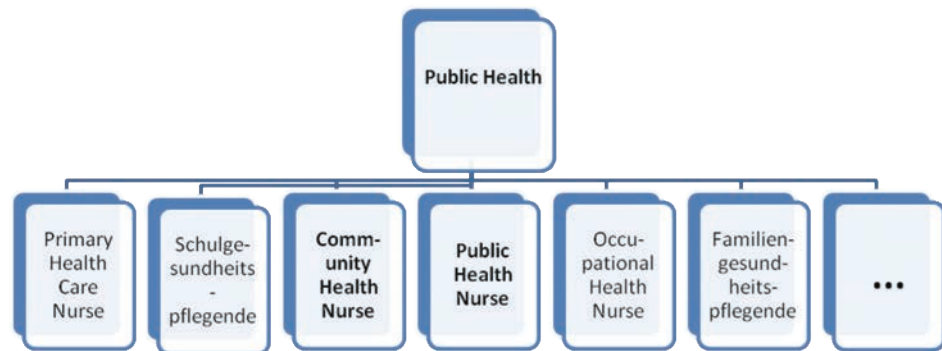 Public Health
Primary
Health
Care
Nurse
Schulge-
sundheits
-
pflegende
Comm-
unity
Health
Nurse
Public
Health
Nurse
Occu-
pational
Health
Nurse
Familien-
gesund-
heits-
pflegende
...